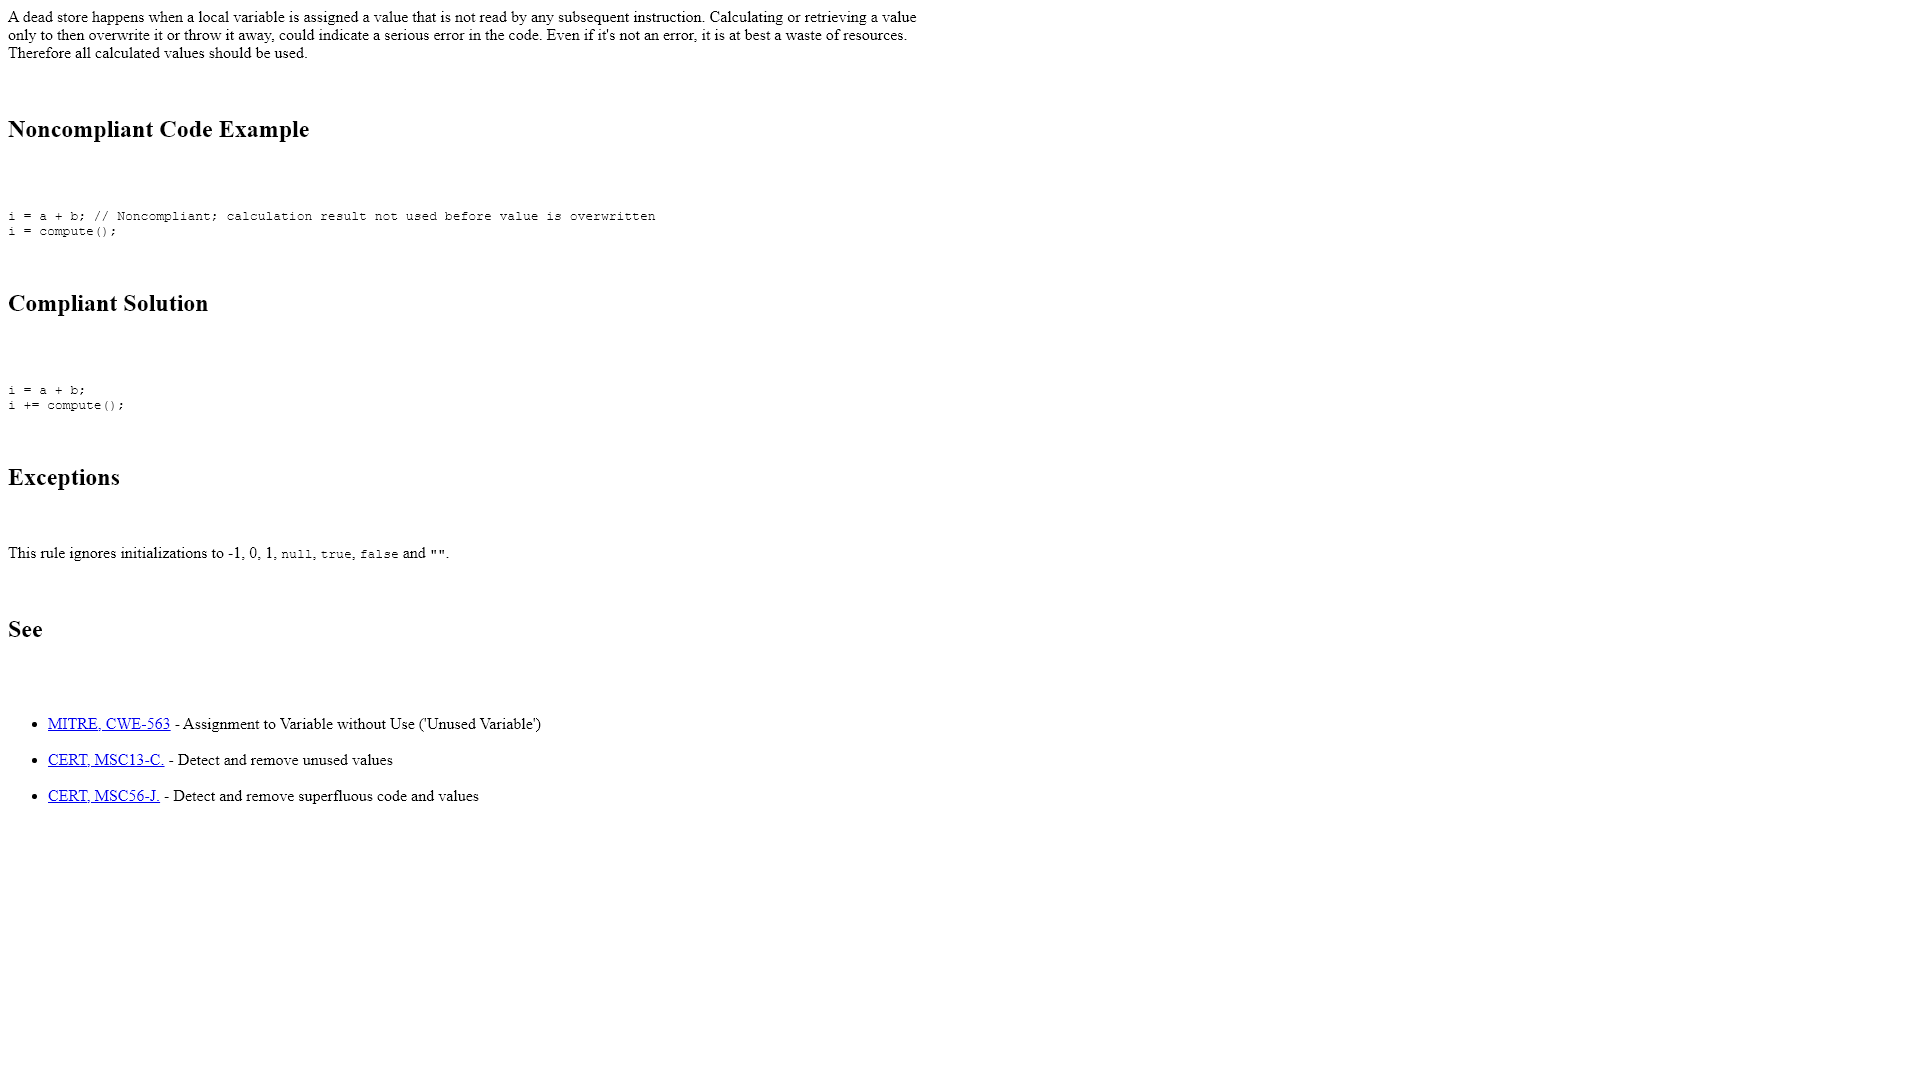 A dead store happens when a local variable is assigned a value that is not read by any subsequent instruction. Calculating or retrieving a value
only to then overwrite it or throw it away, could indicate a serious error in the code. Even if it's not an error, it is at best a waste of resources.
Therefore all calculated values should be used.
Noncompliant Code Example
i = a + b; // Noncompliant; calculation result not used before value is overwritten
i = compute();
Compliant Solution
i = a + b;
i += compute();
Exceptions
This rule ignores initializations to -1, 0, 1, null, true, false and "".
See
• MITRE, CWE-563 - Assignment to Variable without Use ('Unused Variable')
• CERT, MSC13-C. - Detect and remove unused values
• CERT, MSC56-J. - Detect and remove superfluous code and values